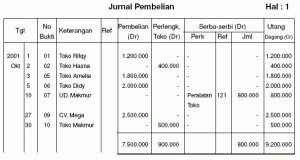 Jurnal Pembelian Hal : 1
Tgl No Bukti Keterangan Ref Pembelian (Dr) Perlengk. Toko (Dr) Serba-serbi (Dr) Utang Dagang (Dr)
Perk Ref Jml
2001 1 01 Toko Rifqy 1.200.000 - - - 1.200.000
Okt 2 02 Toko Hasna - 400.000 - - 400.000
3 05 Toko Amelia 1.800.000 - - - 1.800.000
5 06 Toko Didy 2.000.000 - - - 2.000.000
10 07 UD. Makmur - - Peralatan Toko 121 800.000 800.000
27 09 CV. Mega 2.500.000 - - - 2.500.000
30 10 Toko Makmur - 500.000 - - 500.000
7.500.000 900.000 800.000 9.200.000